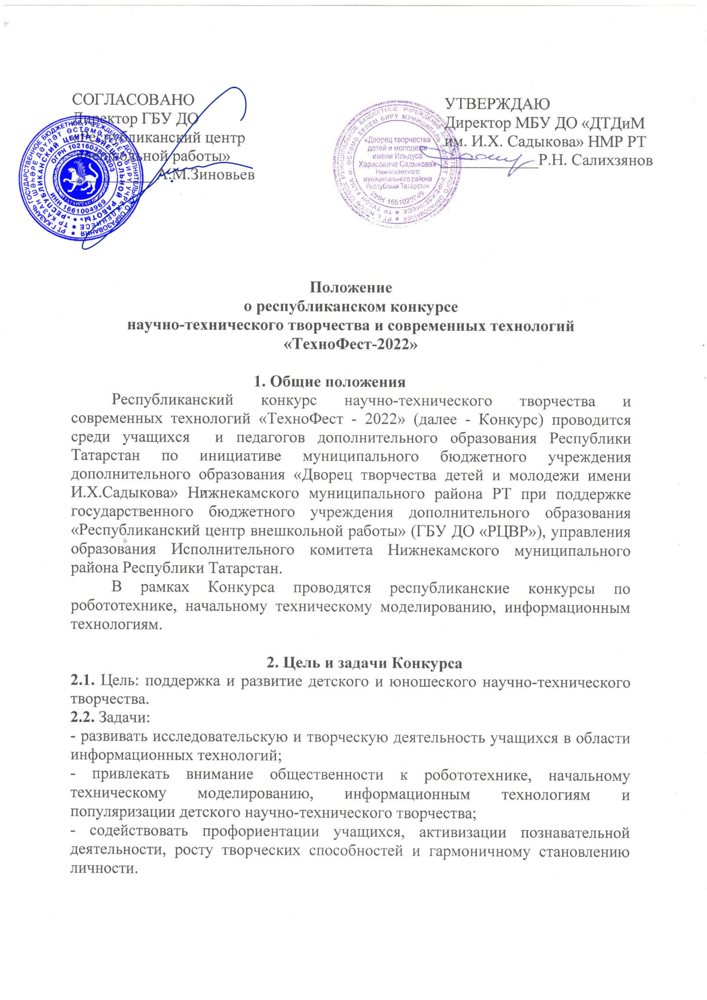 СОГЛАСОВАНО
Директор ГБУ ДО
«Республиканский центр
внешкольной работы»
__________ А.М.Зиновьев
УТВЕРЖДАЮ
Директор МБУ ДО «ДТДиМ
им. И.Х. Садыкова» НМР РТ
____________Р.Н. Салихзянов
ОГРН 1021603886203
ИНН 1661004969
«Дворец творчества
детей и молодежи
имени Ильдуса
Харисовича Садыкова»
Нижнекамского
муниципального района
Республики Татарстан
ИНН 1651029749
Положение
о республиканском конкурсе
научно-технического творчества и современных технологий
«ТехноФест-2022»
1. Общие положения
Республиканский конкурс научно-технического творчества и
современных технологий «ТехноФест - 2022» (далее - Конкурс) проводится
среди учащихся и педагогов дополнительного образования Республики
Татарстан по инициативе муниципального бюджетного учреждения
дополнительного образования «Дворец творчества детей и молодежи имени
И.Х.Садыкова» Нижнекамского муниципального района РТ при поддержке
государственного бюджетного учреждения дополнительного образования
«Республиканский центр внешкольной работы» (ГБУ ДО «РЦВР»), управления
образования Исполнительного комитета Нижнекамского муниципального
района Республики Татарстан.
В рамках Конкурса проводятся республиканские конкурсы по
робототехнике, начальному техническому моделированию, информационным
технологиям.
2. Цель и задачи Конкурса
2.1. Цель: поддержка и развитие детского и юношеского научно-технического
творчества.
2.2. Задачи:
- развивать исследовательскую и творческую деятельность учащихся в области
информационных технологий;
- привлекать внимание общественности к робототехнике, начальному
техническому моделированию, информационным технологиям и
популяризации детского научно-технического творчества;
- содействовать профориентации учащихся, активизации познавательной
деятельности, росту творческих способностей и гармоничному становлению
личности.